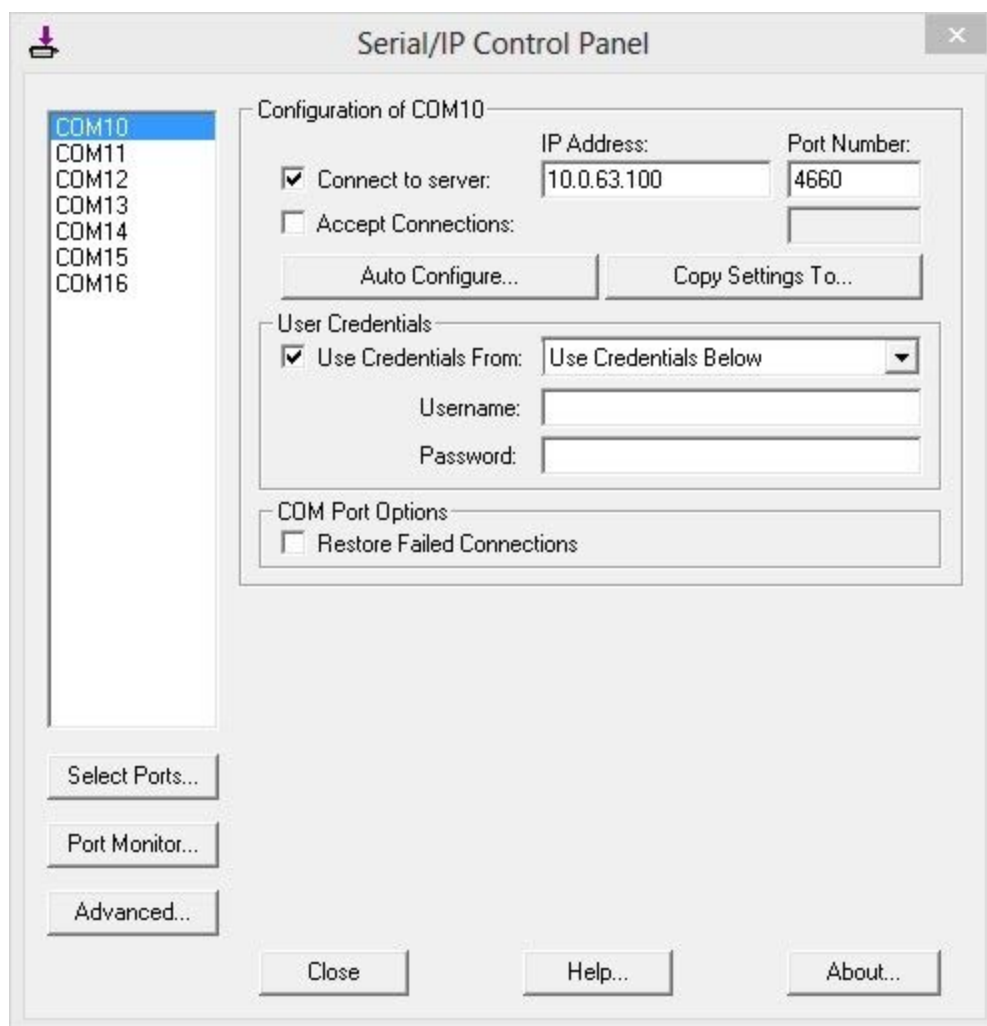 Serial/IP Control Panel
COM10
COM11
COM12
COM13
COM14
COM15
COM16
Configuration of COM10
IP Address: Port Number:
Connect to server: 10.0.63.100 4660
Accept Connections:
Auto Configure... Copy Settings To...
User Credentials
Use Credentials From: Use Credentials Below
Username:
Password:
COM Port Options
Restore Failed Connections
Select Ports...
Port Monitor...
Advanced...
Close Help... About...